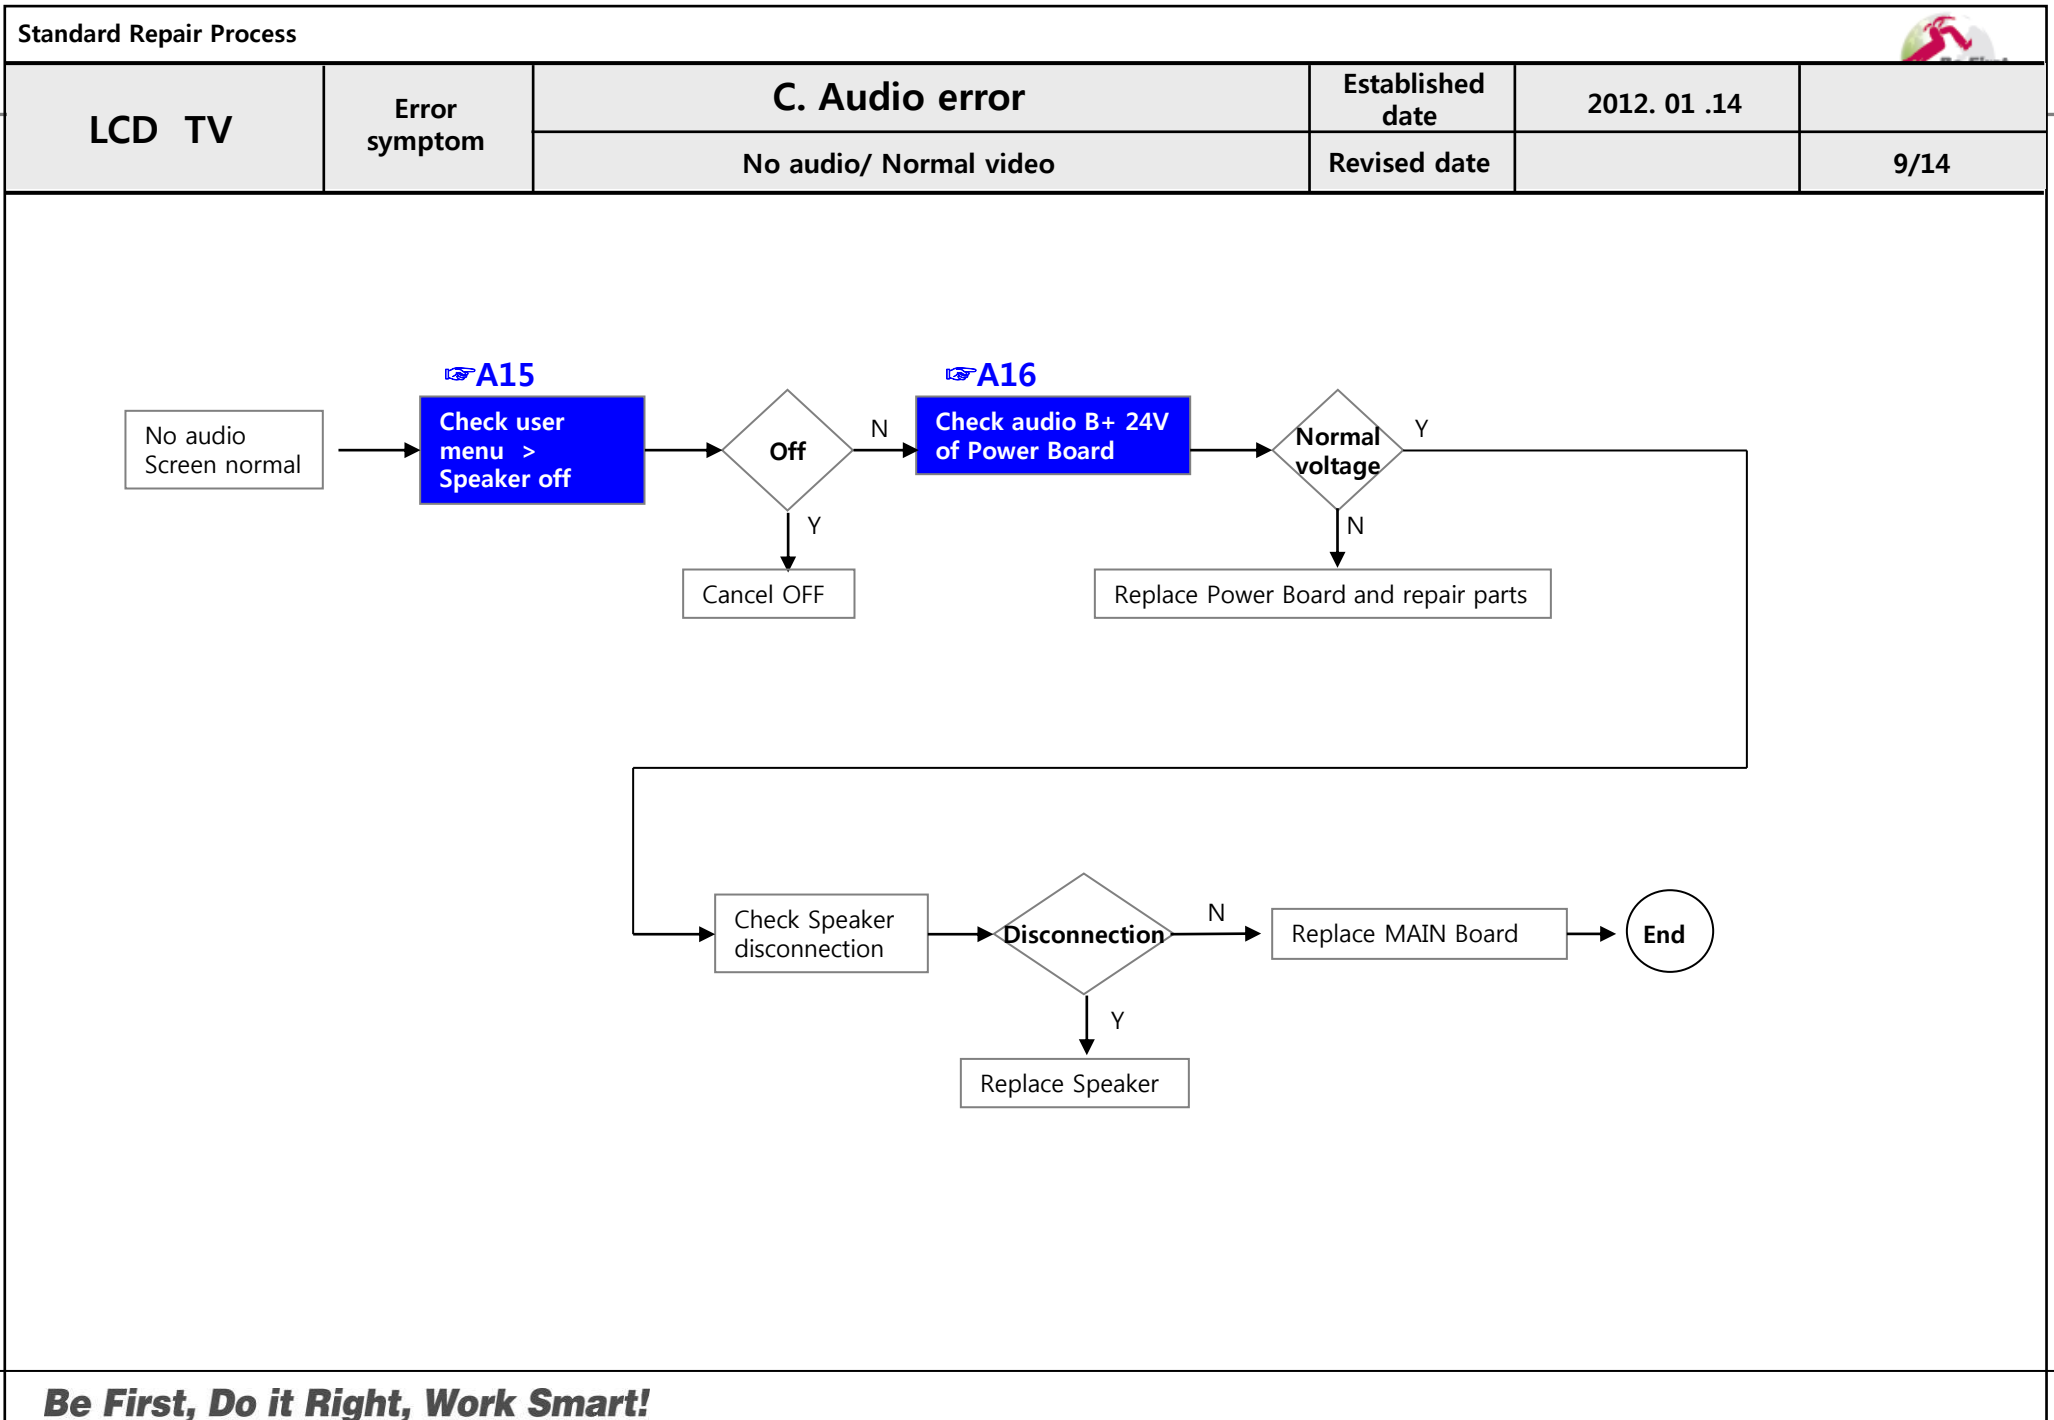 Standard Repair Process
LCD TV
Error
symptom
C. Audio error
Established
date
2012. 01 .14
No audio/ Normal video
Revised date
9/14
☞A15
☞A16
No audio
Screen normal
Check user
menu >
Speaker off
Off
N
Check audio B+ 24V
of Power Board
Normal
voltage
Y
Y
N
Cancel OFF
Replace Power Board and repair parts
Check Speaker
disconnection
Disconnection
N
Replace MAIN Board
End
Y
Replace Speaker
Be First, Do it Right, Work Smart!